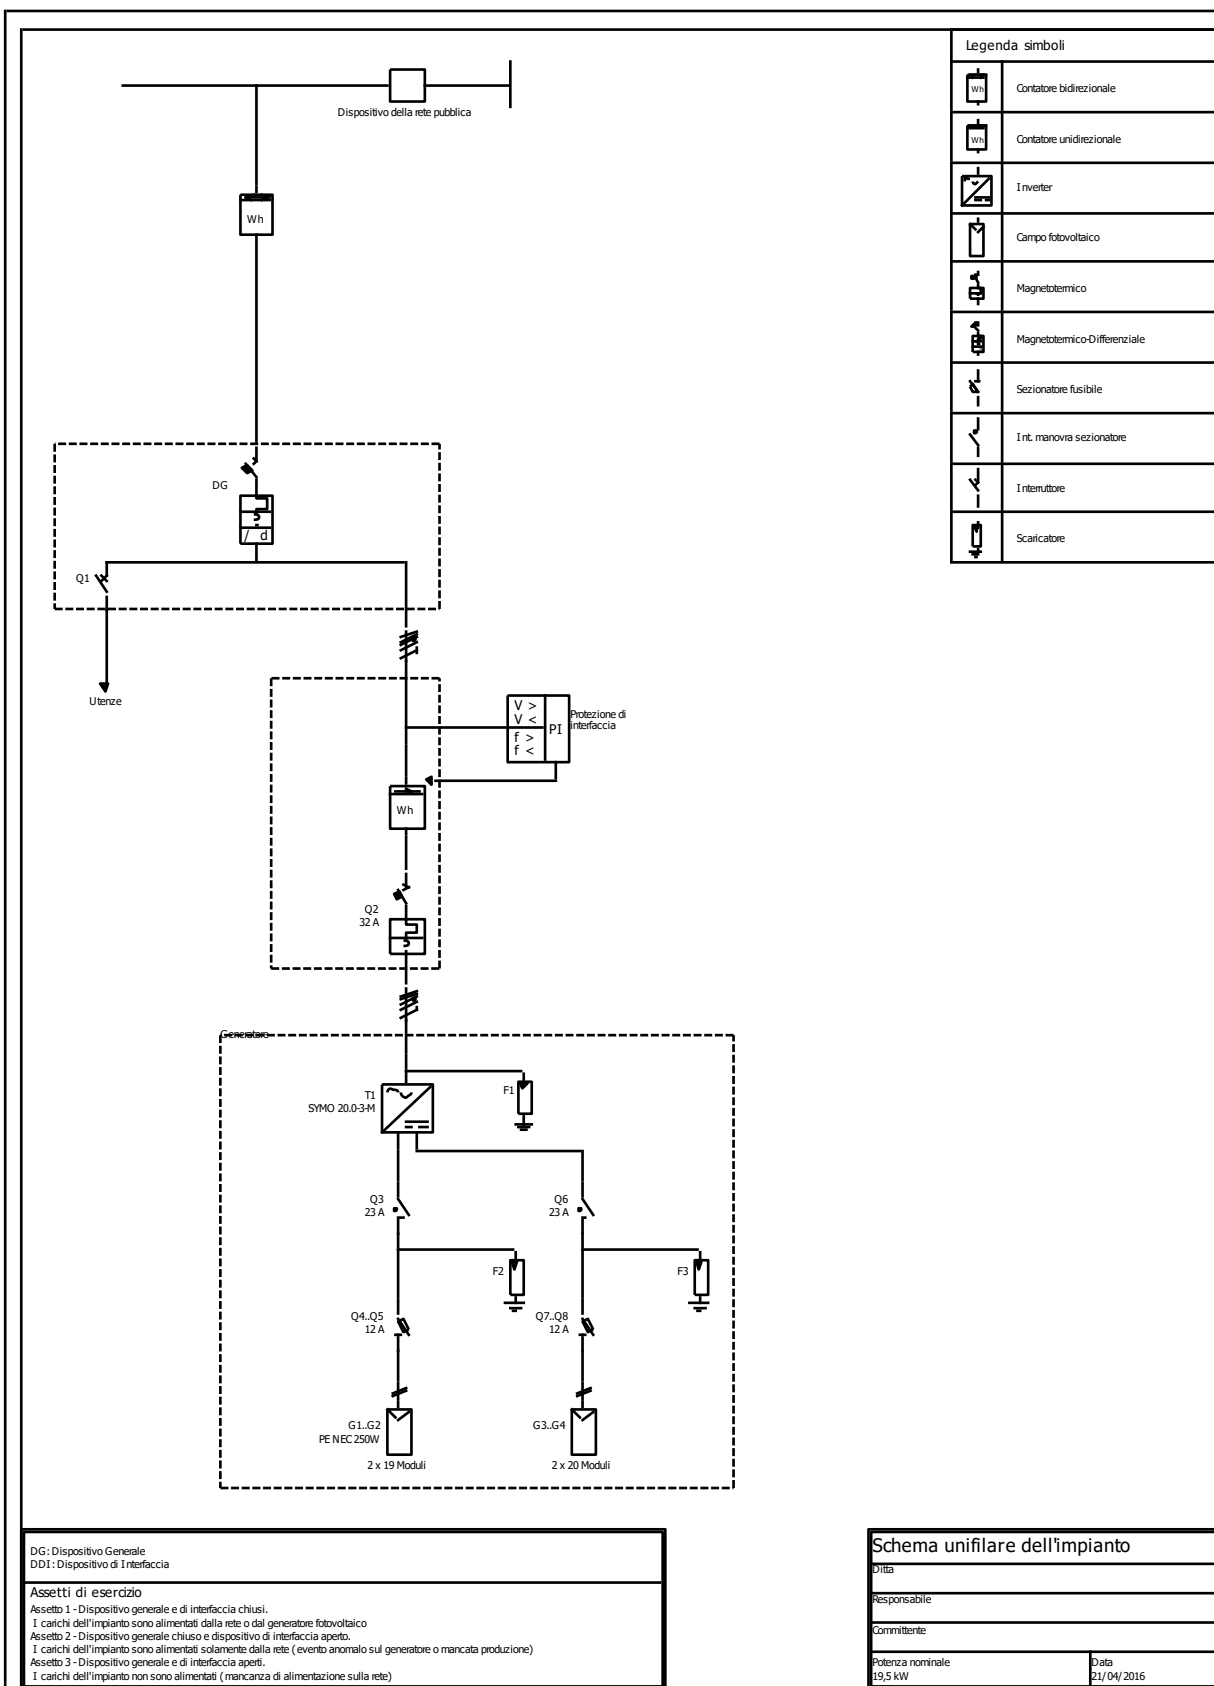 Legenda simboli
Wh
Contatore bidirezionale
Wh
Contatore unidirezionale
Inverter
Campo fotovoltaico
Magnetotermico
Magnetotermico-Differenziale
Sezionatore fusibile
Int. manovra sezionatore
Interruttore
Scaricatore
Dispositivo della rete pubblica
Wh
DG
/ d
Q1
Utenze
V >
V <
f >
f <
PI
Protezione di
interfaccia
Wh
Q2
32 A
Generatore
T1
SYMO 20.0-3-M
F1
Q3
23 A
Q6
23 A
F2
F3
Q4..Q5
12 A
Q7..Q8
12 A
G1..G2
PE NEC 250W
G3..G4
2 x 19 Moduli
2 x 20 Moduli
DG: Dispositivo Generale
DDI: Dispositivo di Interfaccia
Assetti di esercizio
Assetto 1 - Dispositivo generale e di interfaccia chiusi.
I carichi dell'impianto sono alimentati dalla rete o dal generatore fotovoltaico
Assetto 2 - Dispositivo generale chiuso e dispositivo di interfaccia aperto.
I carichi dell'impianto sono alimentati solamente dalla rete (evento anomalo sul generatore o mancata produzione)
Assetto 3 - Dispositivo generale e di interfaccia aperti.
I carichi dell'impianto non sono alimentati (mancanza di alimentazione sulla rete)
Schema unifilare dell'impianto
Ditta
Responsabile
Committente
Potenza nominale
19,5 kW
Data
21/04/2016